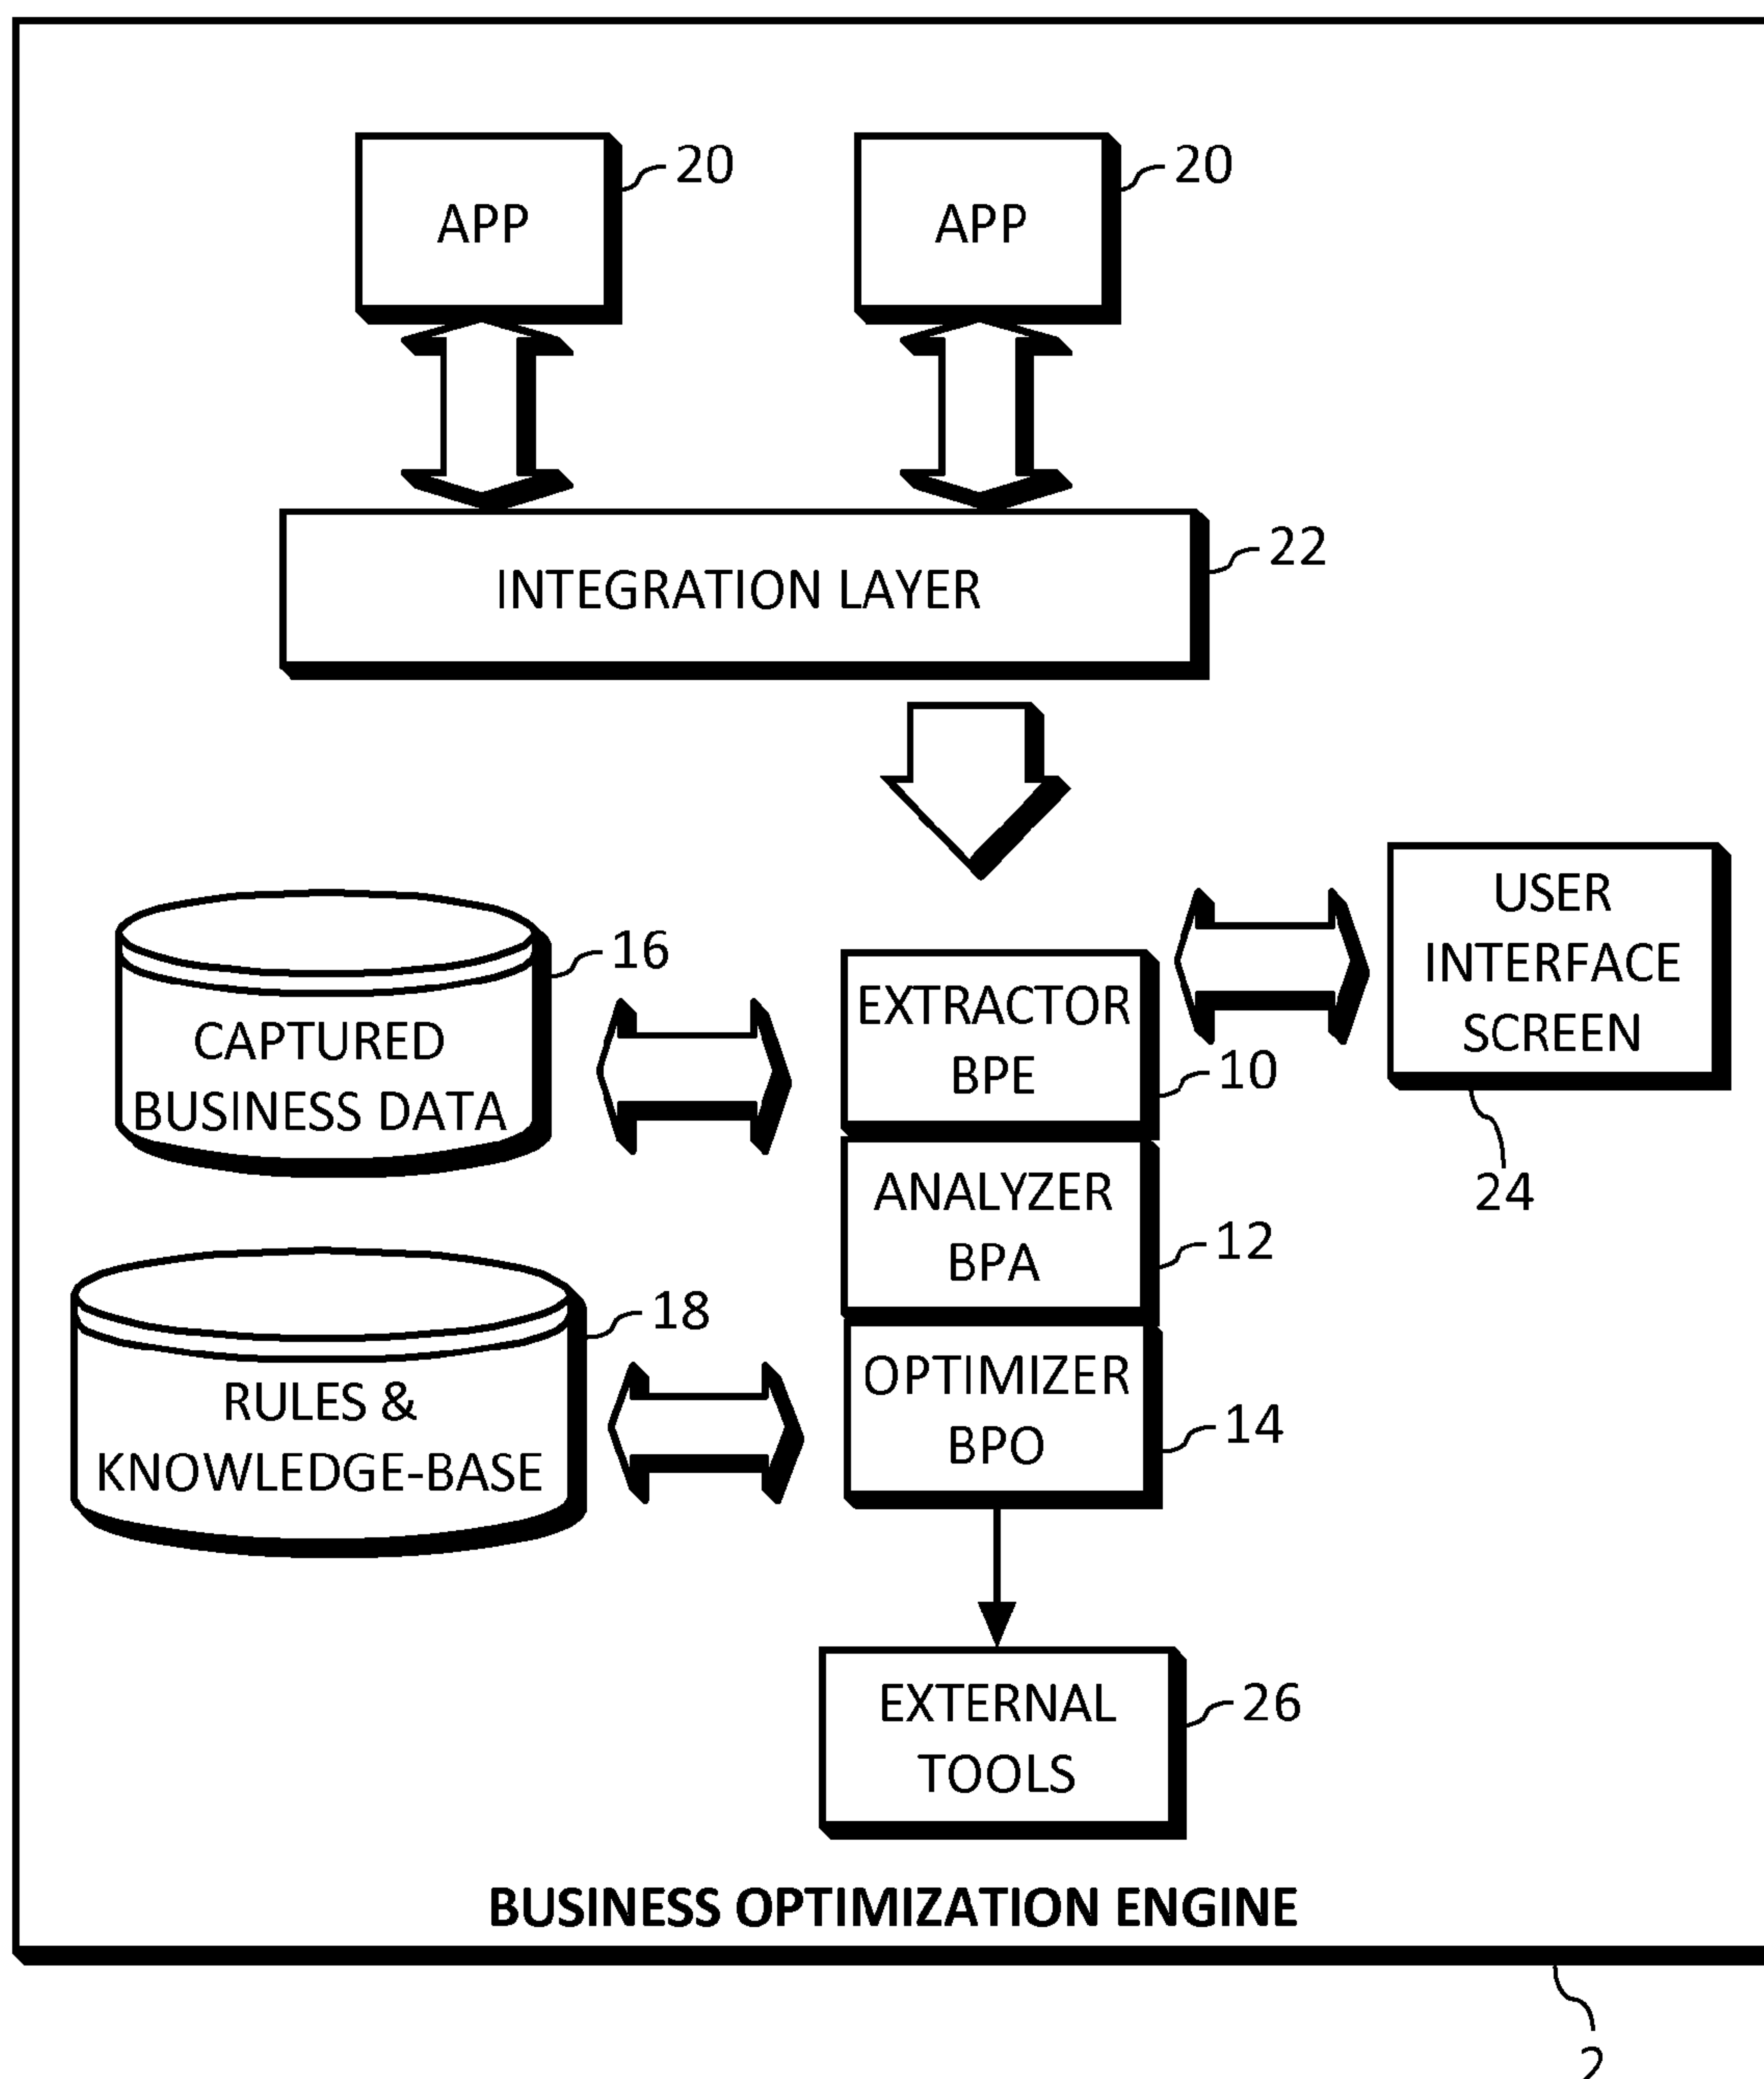 20
20
APP
APP
22
INTEGRATION LAYER
USER
INTERFACE
SCREEN
16
EXTRACTOR
BPE
10
CAPTURED
BUSINESS DATA
24
ANALYZER
BPA
12
18
OPTIMIZER
BPO
14
RULES &
KNOWLEDGE-BASE
EXTERNAL
TOOLS
26
BUSINESS OPTIMIZATION ENGINE
2